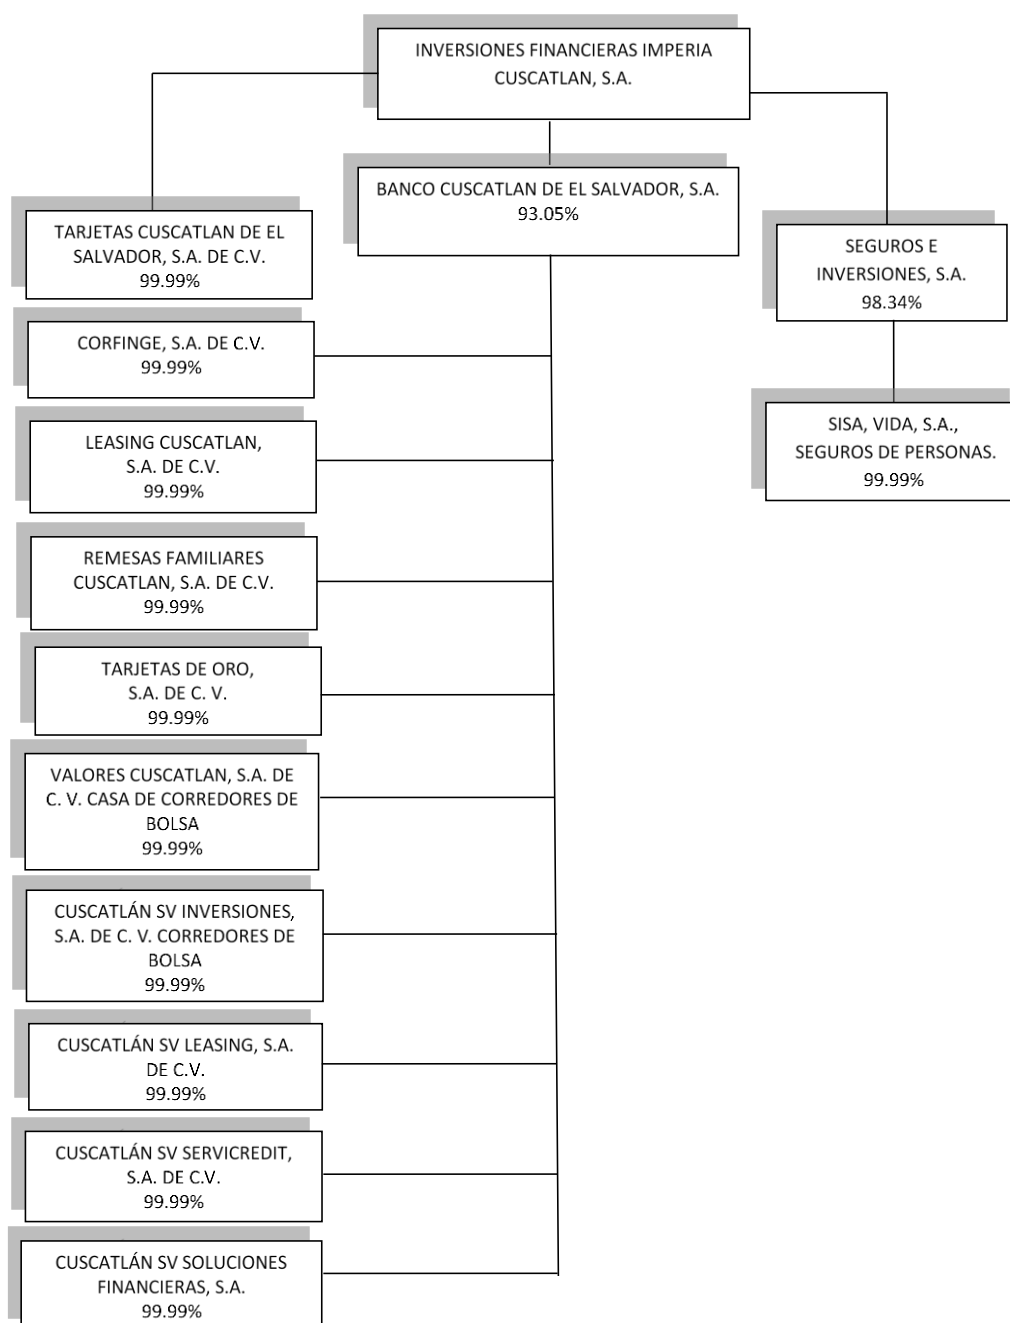 INVERSIONES FINANCIERAS IMPERIA
CUSCATLAN, S.A.
BANCO CUSCATLAN DE EL SALVADOR, S.A.
93.05%
TARJETAS CUSCATLAN DE EL
SALVADOR, S.A. DE C.V.
99.99%
SEGUROS E
INVERSIONES, S.A.
98.34%
CORFINGE, S.A. DE C.V.
99.99%
SISA, VIDA, S.A.,
SEGUROS DE PERSONAS.
99.99%
LEASING CUSCATLAN,
S.A. DE C.V.
99.99%
REMESAS FAMILIARES
CUSCATLAN, S.A. DE C.V.
99.99%
TARJETAS DE ORO,
S.A. DE C. V.
99.99%
VALORES CUSCATLAN, S.A. DE
C. V. CASA DE CORREDORES DE
BOLSA
99.99%
CUSCATLÁN SV INVERSIONES,
S.A. DE C. V. CORREDORES DE
BOLSA
99.99%
CUSCATLÁN SV LEASING, S.A.
DE C.V.
99.99%
CUSCATLÁN SV SERVICREDIT,
S.A. DE C.V.
99.99%
CUSCATLÁN SV SOLUCIONES
FINANCIERAS, S.A.
99.99%